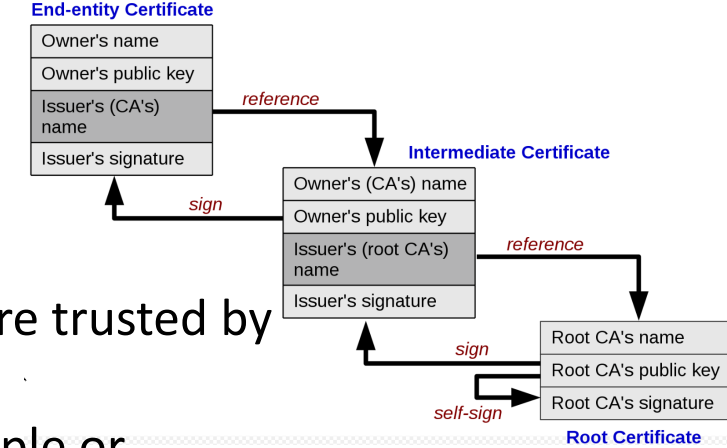 End-entity Certificate
Owner's name
Owner's public key
Issuer's (CA's)
name
Issuer's signature
reference
sign
Intermediate Certificate
Owner's (CA's) name
Owner's public key
Issuer's (root CA's)
name
Issuer's signature
reference
sign
self-sign
Root CA's name
Root CA's public key
Root CA's signature
Root Certificate
re trusted by
ple or